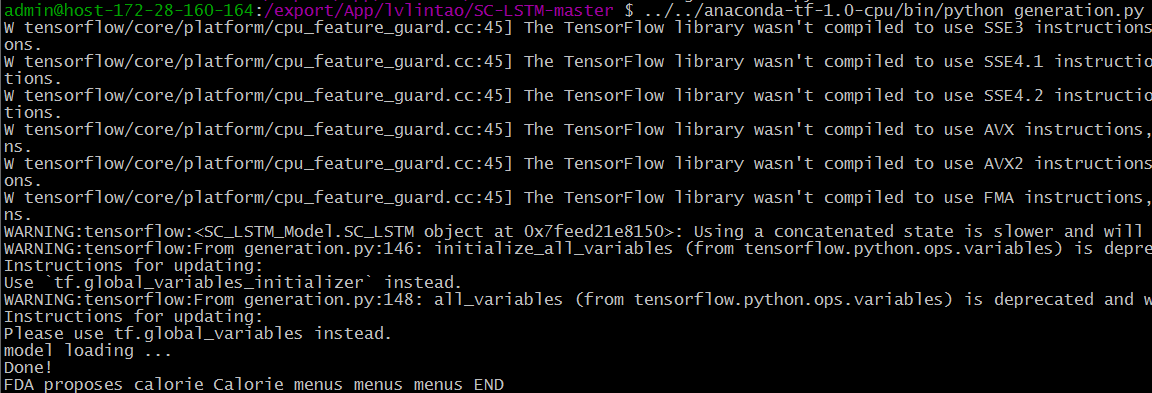 admin@host-172-28-160-164:/export/App/lvlintao/SC-LSTM-master $ ../../anaconda-tf-1.0-cpu/bin/python generation.py
W tensorflow/core/platform/cpu_feature_guard.cc:45] The TensorFlow library wasn't compiled to use SSE3 instructions
ons.
W tensorflow/core/platform/cpu_feature_guard.cc:45] The TensorFlow library wasn't compiled to use SSE4.1 instructio
tions.
W tensorflow/core/platform/cpu_feature_guard.cc:45] The TensorFlow library wasn't compiled to use SSE4.2 instructio
tions.
W tensorflow/core/platform/cpu_feature_guard.cc:45] The TensorFlow library wasn't compiled to use AVX instructions,
ns.
W tensorflow/core/platform/cpu_feature_guard.cc:45] The TensorFlow library wasn't compiled to use AVX2 instructions
ons.
W tensorflow/core/platform/cpu_feature_guard.cc:45] The TensorFlow library wasn't compiled to use FMA instructions,
ns.
WARNING:tensorflow:<SC_LSTM_Model.SC_LSTM object at 0x7feed21e8150>: Using a concatenated state is slower and will
WARNING:tensorflow:From generation.py:146: initialize_all_variables (from tensorflow.python.ops.variables) is depre
Instructions for updating:
Use `tf.global_variables_initializer` instead.
WARNING:tensorflow:From generation.py:148: all_variables (from tensorflow.python.ops.variables) is deprecated and w
Instructions for updating:
Please use tf.global_variables instead.
model loading ...
Done!
FDA proposes calorie Calorie menus menus menus END